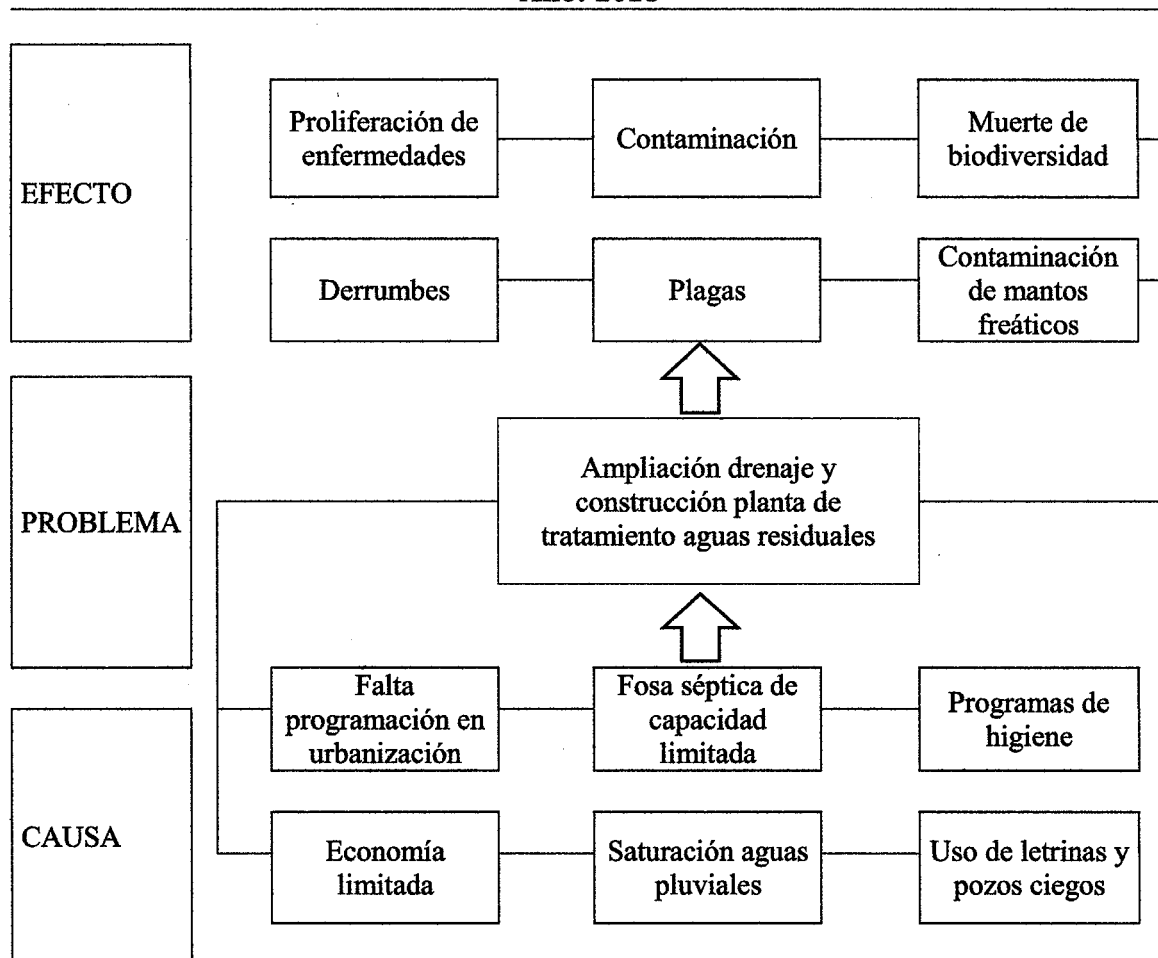 EFECTO
Proliferación de
enfermedades
Contaminación
Muerte de
biodiversidad
Derrumbes
Plagas
Contaminación
de mantos
freáticos
PROBLEMA
Ampliación drenaje y
construcción planta de
tratamiento aguas residuales
CAUSA
Falta
programación en
urbanización
Fosa séptica de
capacidad
limitada
Programas de
higiene
Economía
limitada
Saturación aguas
pluviales
Uso de letrinas y
pozos ciegos